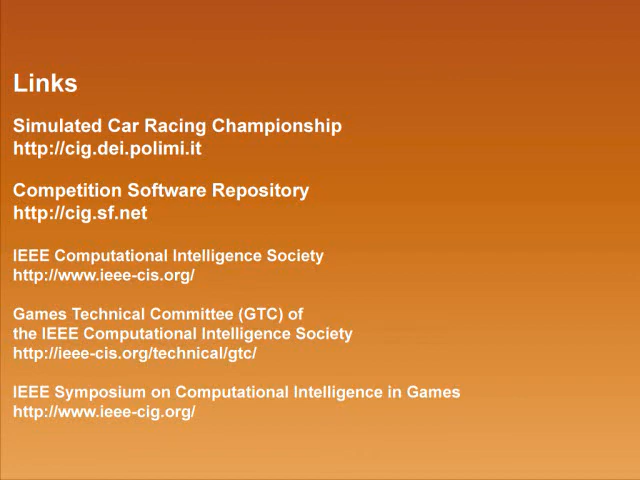 Links
Simulated Car Racing Championship
http://cig.dei.polimi.it
Competition Software Repository
http://cig.sf.net
IEEE Computational Intelligence Society
http://www.ieee-cis.org/
Games Technical Committee (GTC) of
the IEEE Computational Intelligence Society
http://ieee-cis.org/technical/gtc/
IEEE Symposium on Computational Intelligence in Games
http://www.ieee-cig.org/